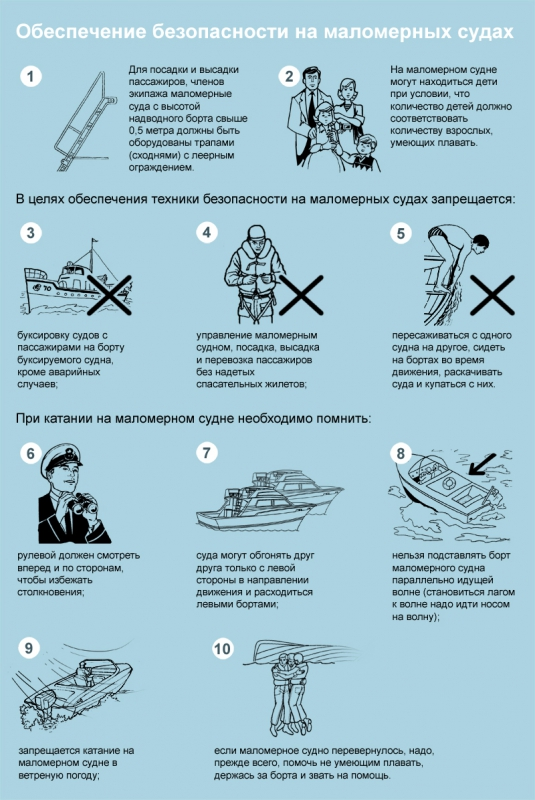 Обеспечение безопасности на маломерных судах
1
Для посадки и высадки
пассажиров, членов
экипажа маломерные
суда с высотой
надводного борта свыше
0,5 метра должны быть
оборудованы трапами
(сходнями) с леерным
ограждением.
2
На маломерном судне
могут находиться дети
при условии, что
количество детей должно
соответствовать
количеству взрослых,
умеющих плавать.
В целях обеспечения техники безопасности на маломерных судах запрещается:
3
70
буксировку судов с
пассажирами на борту
буксируемого судна,
кроме аварийных
случаев;
4
управление маломерным
судном, посадка, высадка
и перевозка пассажиров
без надетых
спасательных жилетов;
5
пересаживаться с одного
судна на другое, сидеть
на бортах во время
движения, раскачивать
суда и купаться с них.
При катании на маломерном судне необходимо помнить:
6
рулевой должен смотреть
вперед и по сторонам,
чтобы избежать
столкновения;
7
суда могут обгонять друг
друга только с левой
стороны в направлении
движения и расходиться
левыми бортами;
8
нельзя подставлять борт
маломерного судна
параллельно идущей
волне (становиться лагом
к волне надо идти носом
на волну);
9
запрещается катание на
маломерном судне в
ветреную погоду;
10
если маломерное судно перевернулось, надо,
прежде всего, помочь не умеющим плавать,
держась за борта и звать на помощь.